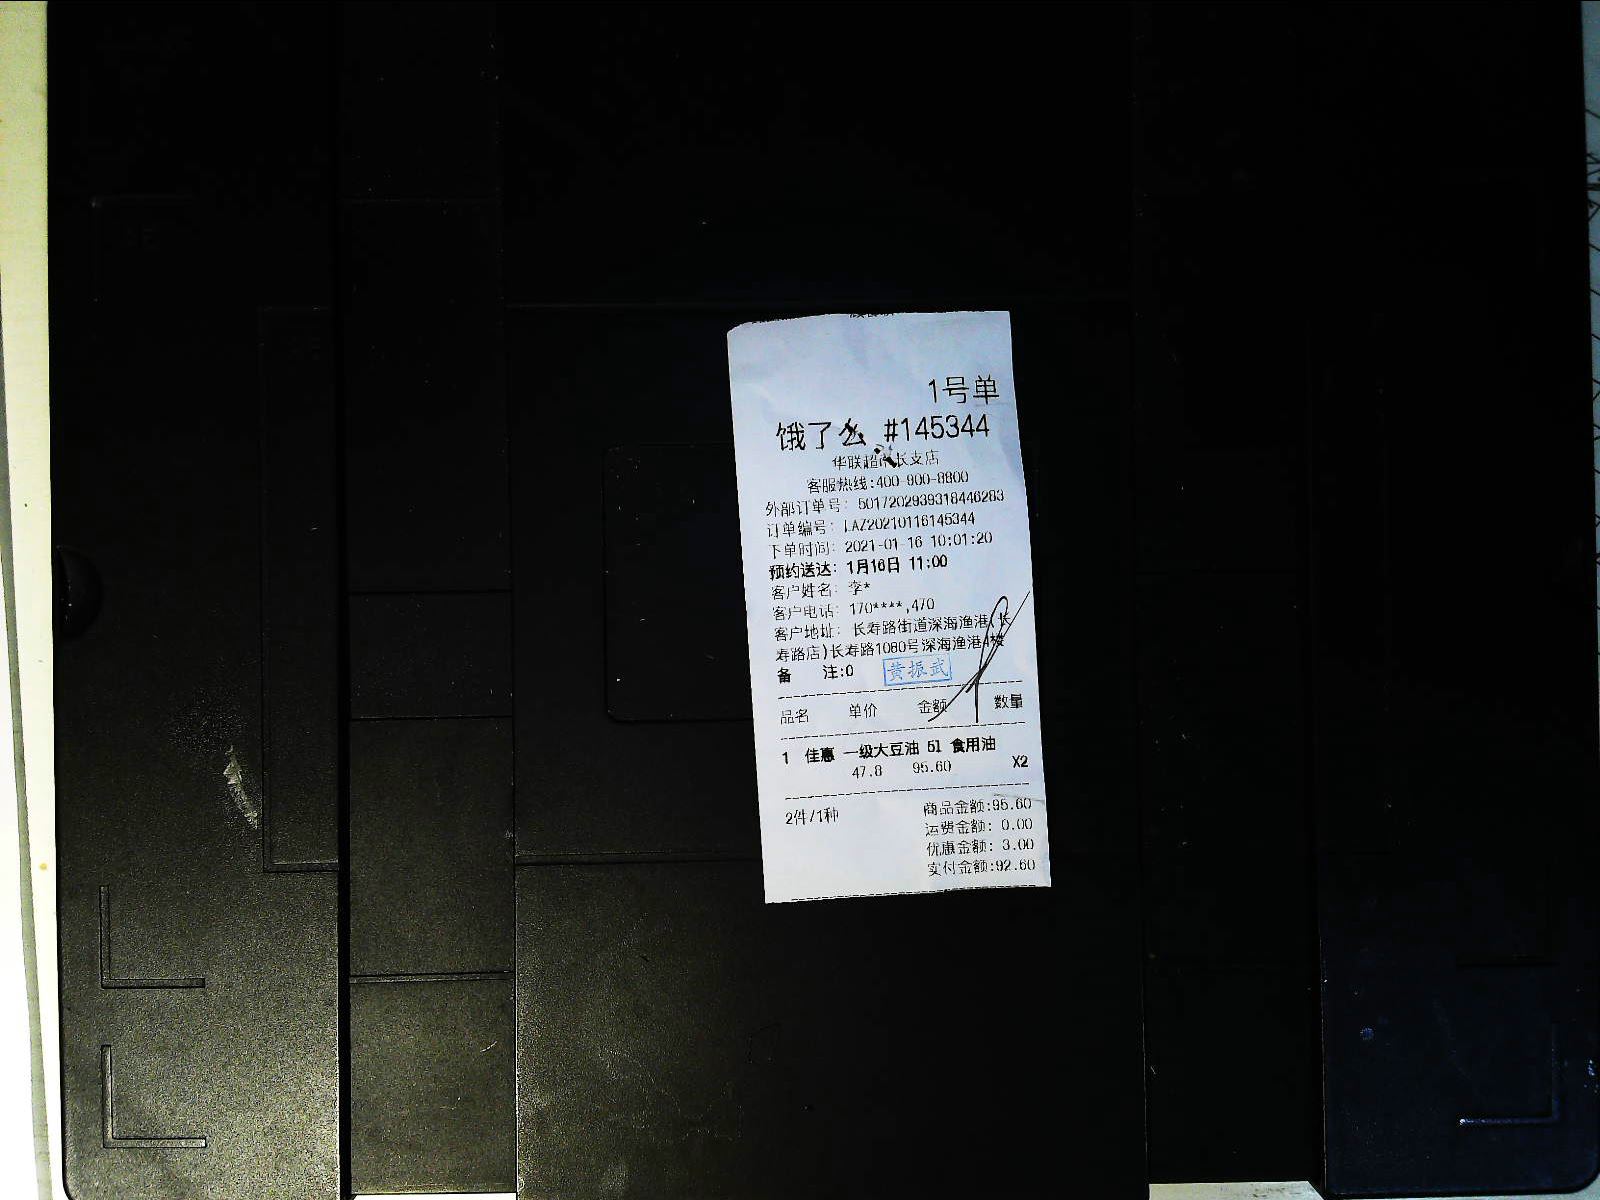 1号单
饿了么 #145344
华联超市长支店
客服热线:400-900-8800
外部订单号: 5017202939318446283
订单编号: LAZ20210116145344
下单时间: 2021-01-16 10:01:20
预约送达: 1月16日 11:00
客户姓名: 李*
客户电话: 170****,470
客户地址: 长寿路街道深海渔港(长
寿路店)长寿路1080号深海渔港4楼
备 注:0
黄振武
品名 单价 金额 数量
1 佳惠 一级大豆油 5l 食用油
47.8 95.60 X2
2件/1种
商品金额:95.60
运费金额: 0.00
优惠金额: 3.00
实付金额:92.60